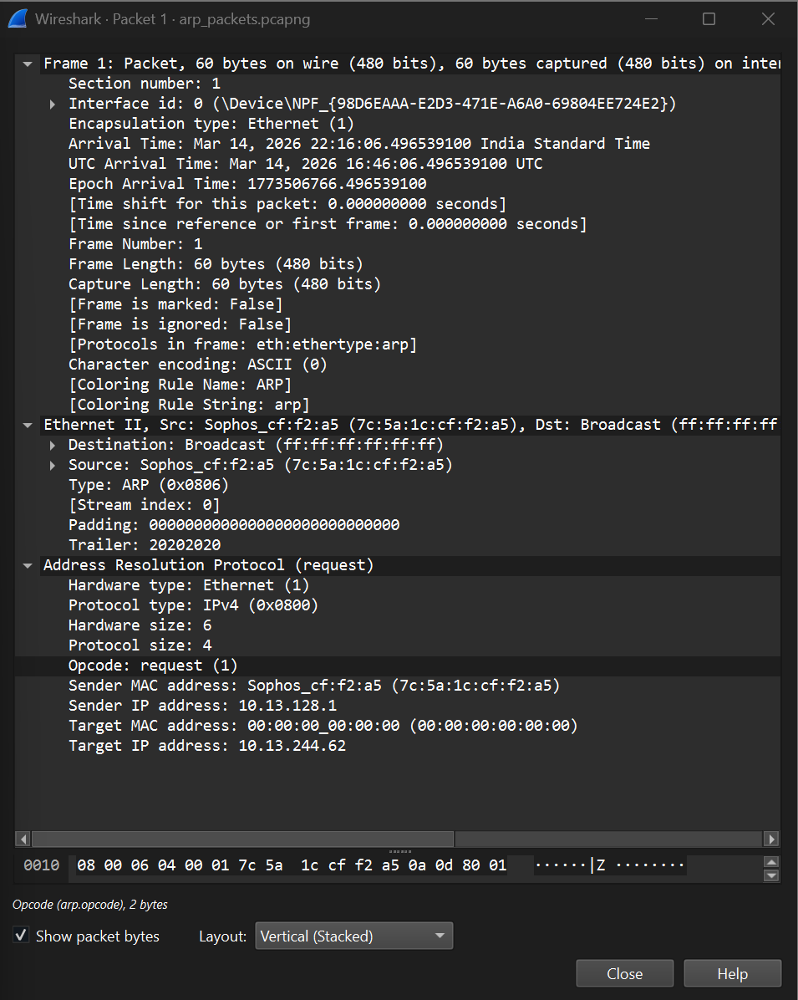 Wireshark · Packet 1 · arp_packets.pcapng
Frame 1: Packet, 60 bytes on wire (480 bits), 60 bytes captured (480 bits) on inter
Section number: 1
Interface id: 0 (\Device\NPF_{98D6EAAA-E2D3-471E-A6A0-69804EE724E2})
Encapsulation type: Ethernet (1)
Arrival Time: Mar 14, 2026 22:16:06.496539100 India Standard Time
UTC Arrival Time: Mar 14, 2026 16:46:06.496539100 UTC
Epoch Arrival Time: 1773506766.496539100
[Time shift for this packet: 0.000000000 seconds]
[Time since reference or first frame: 0.000000000 seconds]
Frame Number: 1
Frame Length: 60 bytes (480 bits)
Capture Length: 60 bytes (480 bits)
[Frame is marked: False]
[Frame is ignored: False]
[Protocols in frame: eth:ethertype:arp]
Character encoding: ASCII (0)
[Coloring Rule Name: ARP]
[Coloring Rule String: arp]
Ethernet II, Src: Sophos_cf:f2:a5 (7c:5a:1c:cf:f2:a5), Dst: Broadcast (ff:ff:ff:ff
Destination: Broadcast (ff:ff:ff:ff:ff:ff)
Source: Sophos_cf:f2:a5 (7c:5a:1c:cf:f2:a5)
Type: ARP (0x0806)
[Stream index: 0]
Padding: 0000000000000000000000000000
Trailer: 20202020
Address Resolution Protocol (request)
Hardware type: Ethernet (1)
Protocol type: IPv4 (0x0800)
Hardware size: 6
Protocol size: 4
Opcode: request (1)
Sender MAC address: Sophos_cf:f2:a5 (7c:5a:1c:cf:f2:a5)
Sender IP address: 10.13.128.1
Target MAC address: 00:00:00_00:00:00 (00:00:00:00:00:00)
Target IP address: 10.13.244.62
0010 08 00 06 04 00 01 7c 5a 1c cf f2 a5 0a 0d 80 01 ······|Z ········
Opcode (arp.opcode), 2 bytes
Show packet bytes Layout: Vertical (Stacked)
Close Help